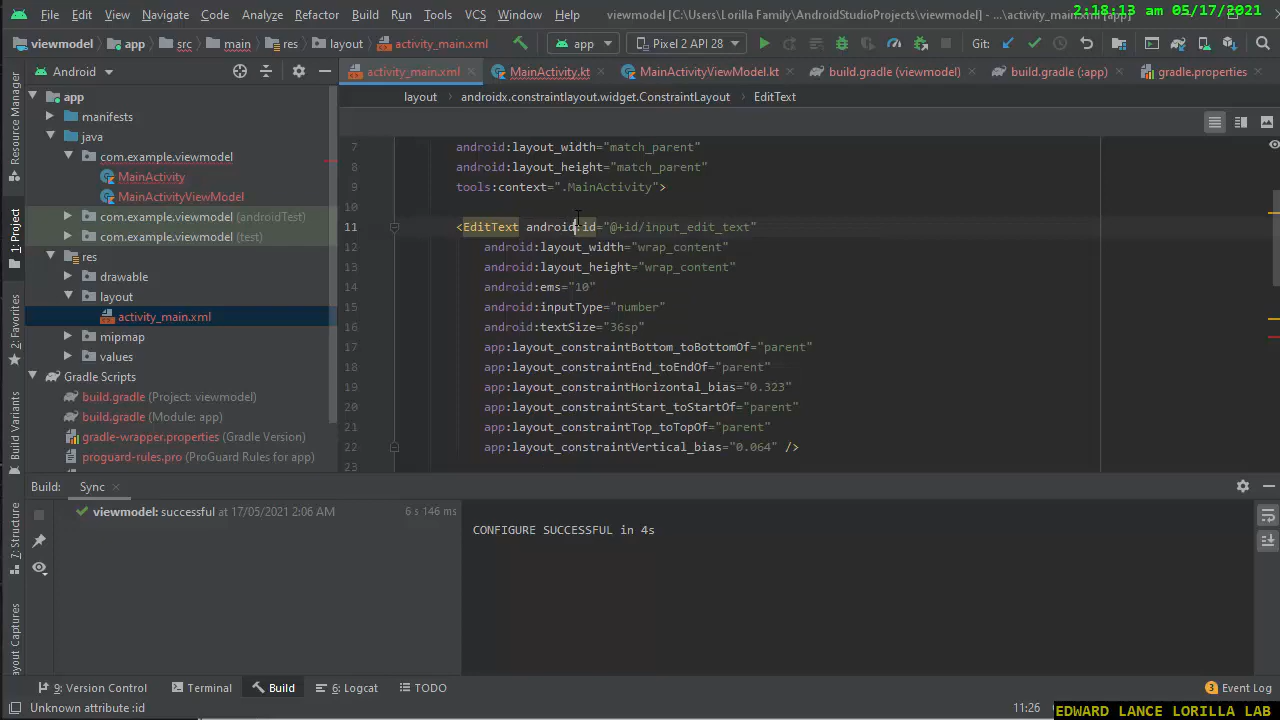 File Edit View Navigate Code Analyze Refactor Build Run Tools VCS Window Help viewmodel [C:\Users\Lorilla Family\AndroidStudioProjects\viewmodel] - ...\activity_main.xml [app]
2:18:13 am 05/17/2021
viewmodel app src main res layout activity_main.xml app Pixel 2 API 28 Git:
Android
activity_main.xml MainActivity.kt MainActivityViewModel.kt build.gradle (viewmodel) build.gradle (:app) gradle.properties
layout androidx.constraintlayout.widget.ConstraintLayout EditText
Resource Manager
1: Project
2: Favorites
Build Variants
7: Structure
Layout Captures
app
manifests
java
com.example.viewmodel
MainActivity
MainActivityViewModel
com.example.viewmodel (androidTest)
com.example.viewmodel (test)
res
drawable
layout
activity_main.xml
mipmap
values
Gradle Scripts
build.gradle (Project: viewmodel)
build.gradle (Module: app)
gradle-wrapper.properties (Gradle Version)
proguard-rules.pro (ProGuard Rules for app)
7 android:layout_width="match_parent"
8 android:layout_height="match_parent"
9 tools:context=".MainActivity">
10
11 <EditText android:id="@+id/input_edit_text"
12 android:layout_width="wrap_content"
13 android:layout_height="wrap_content"
14 android:ems="10"
15 android:inputType="number"
16 android:textSize="36sp"
17 app:layout_constraintBottom_toBottomOf="parent"
18 app:layout_constraintEnd_toEndOf="parent"
19 app:layout_constraintHorizontal_bias="0.323"
20 app:layout_constraintStart_toStartOf="parent"
21 app:layout_constraintTop_toTopOf="parent"
22 app:layout_constraintVertical_bias="0.064" />
23
Build: Sync
viewmodel: successful at 17/05/2021 2:06 AM 6 s 146 ms
CONFIGURE SUCCESSFUL in 4s
9: Version Control Terminal Build 6: Logcat TODO 3 Event Log
Unknown attribute :id 11:26
EDWARD LANCE LORILLA LAB